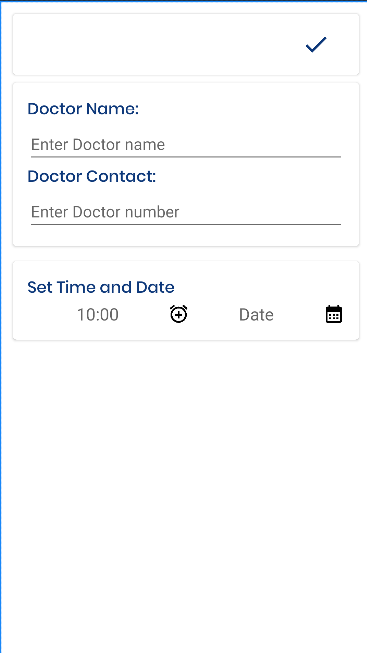 Doctor Name:
Enter Doctor name
Doctor Contact:
Enter Doctor number
Set Time and Date
10:00 Date